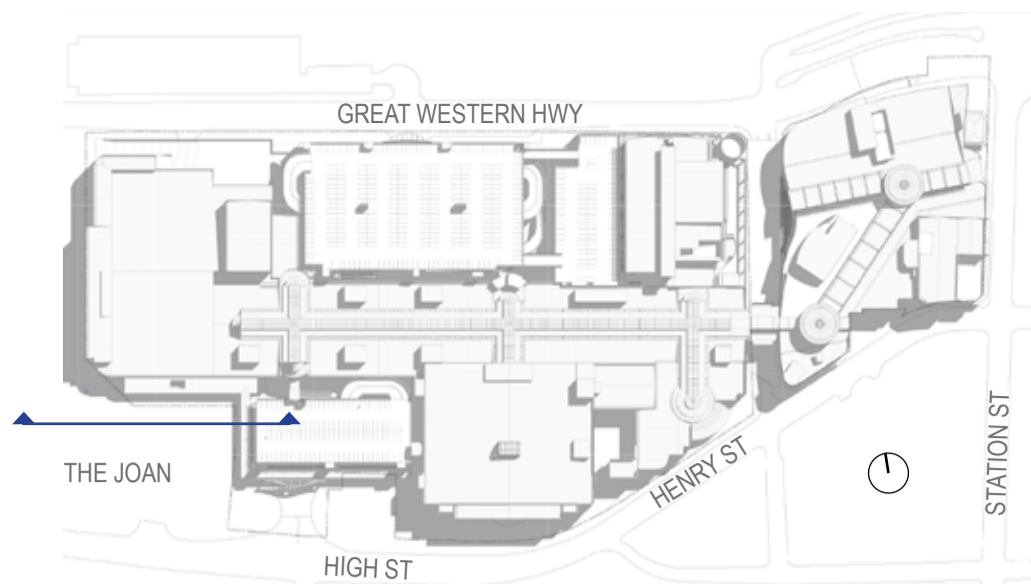 GREAT WESTERN HWY
THE JOAN
HENRY ST
STATION ST
HIGH ST